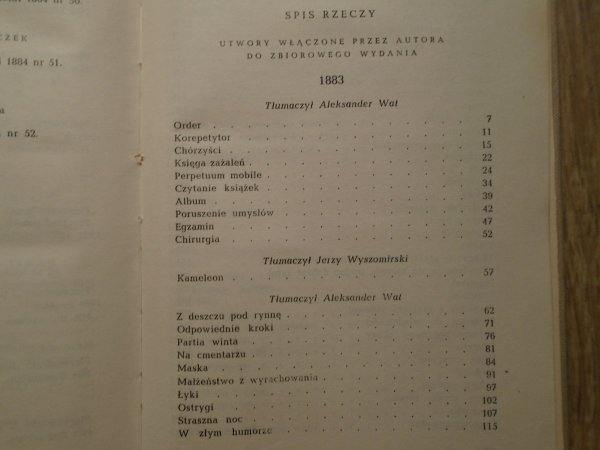 1884 nr 50.
CZEK
1884 nr 51.
a
nr 52.
SPIS RZECZY
UTWORY WŁĄCZONE PRZEZ AUTORA
DO ZBIOROWEGO WYDANIA
1883
Tłumaczył Aleksander Wat
Order . . . . . . . . . . . 7
Korepetytor . . . . . . . . . . 11
Chórzyści . . . . . . . . . . 15
Księga zażaleń . . . . . . . . . . 22
Perpetuum mobile . . . . . . . . . 24
Czytanie książek . . . . . . . . . 34
Album . . . . . . . . . . . 39
Poruszenie umysłów . . . . . . . . 42
Egzamin . . . . . . . . . . 47
Chirurgia . . . . . . . . . . 52
Tłumaczył Jerzy Wyszomirski
Kameleon . . . . . . . . . . 57
Tłumaczył Aleksander Wat
Z deszczu pod rynnę . . . . . . . . 62
Odpowiednie kroki . . . . . . . . 71
Partia winta . . . . . . . . . . 76
Na cmentarzu . . . . . . . . . . 81
Maska . . . . . . . . . . . 84
Małżeństwo z wyrachowania . . . . . . . 91
Łyki . . . . . . . . . . . 97
Ostrygi . . . . . . . . . . 102
Straszna noc . . . . . . . . . . 107
W złym humorze . . . . . . . . . 115